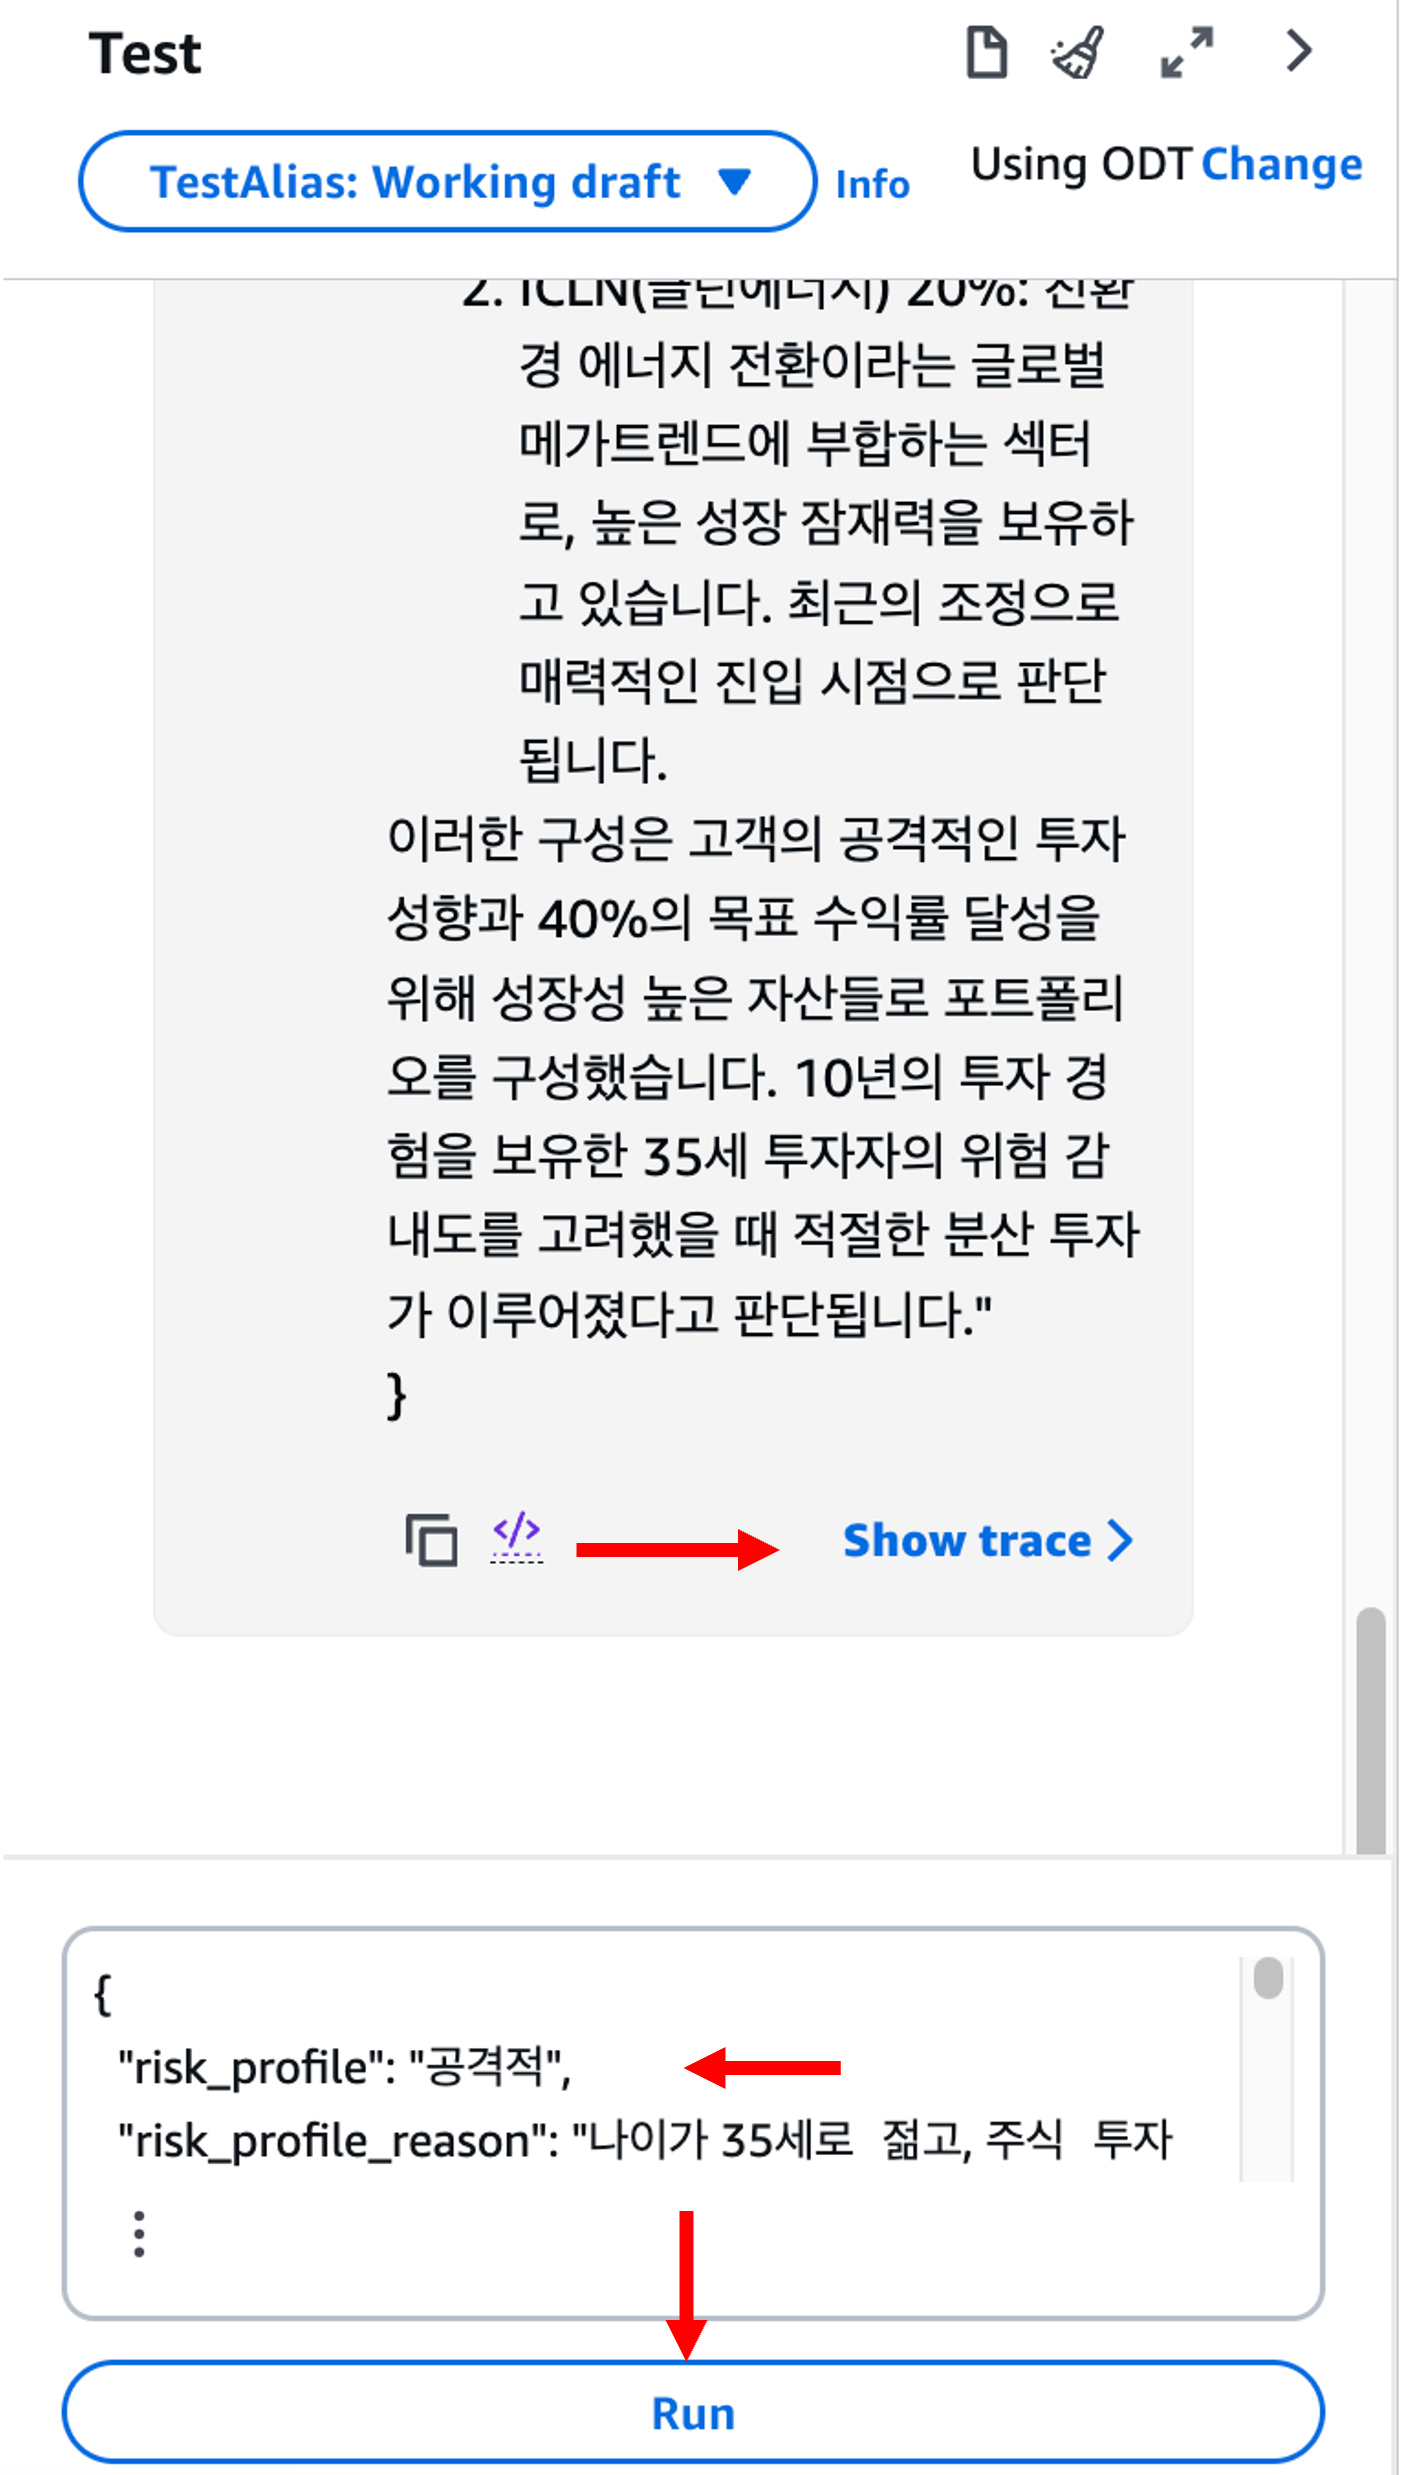 Test
TestAlias: Working draft
Info
Using ODT Change
2. ICLN(클린에너지) 20%: 친환
경 에너지 전환이라는 글로벌
메가트렌드에 부합하는 섹터
로, 높은 성장 잠재력을 보유하
고 있습니다. 최근의 조정으로
매력적인 진입 시점으로 판단
됩니다.
이러한 구성은 고객의 공격적인 투자
성향과 40%의 목표 수익률 달성을
위해 성장성 높은 자산들로 포트폴리
오를 구성했습니다. 10년의 투자 경
험을 보유한 35세 투자자의 위험 감
내도를 고려했을 때 적절한 분산 투자
가 이루어졌다고 판단됩니다."
}
</> Show trace
{
"risk_profile": "공격적",
"risk_profile_reason": "나이가 35세로 젊고, 주식 투자
⋮
Run